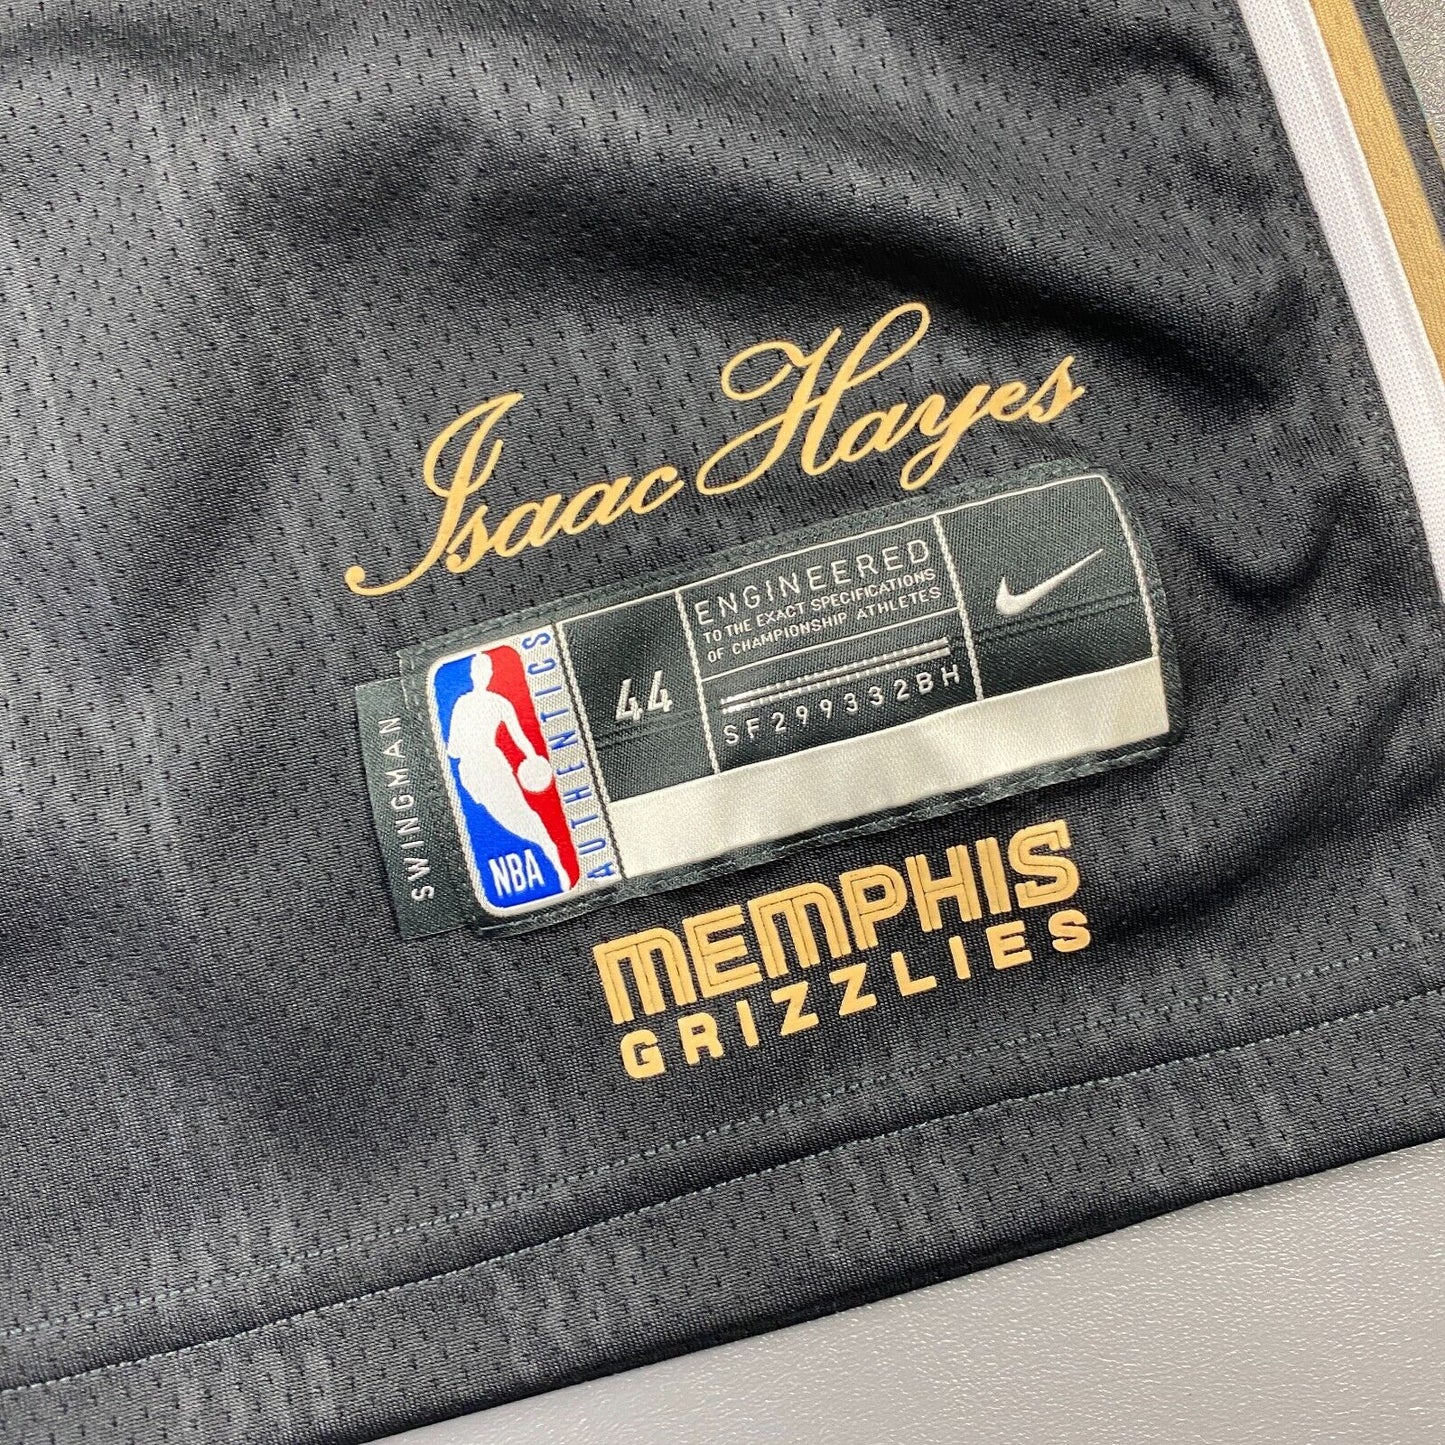 Isaac Hayes
SWINGMAN
NBA
AUTHENTICS
44
ENGINEERED
TO THE EXACT SPECIFICATIONS
OF CHAMPIONSHIP ATHLETES
SF299332BH
MEMPHIS
GRIZZLIES